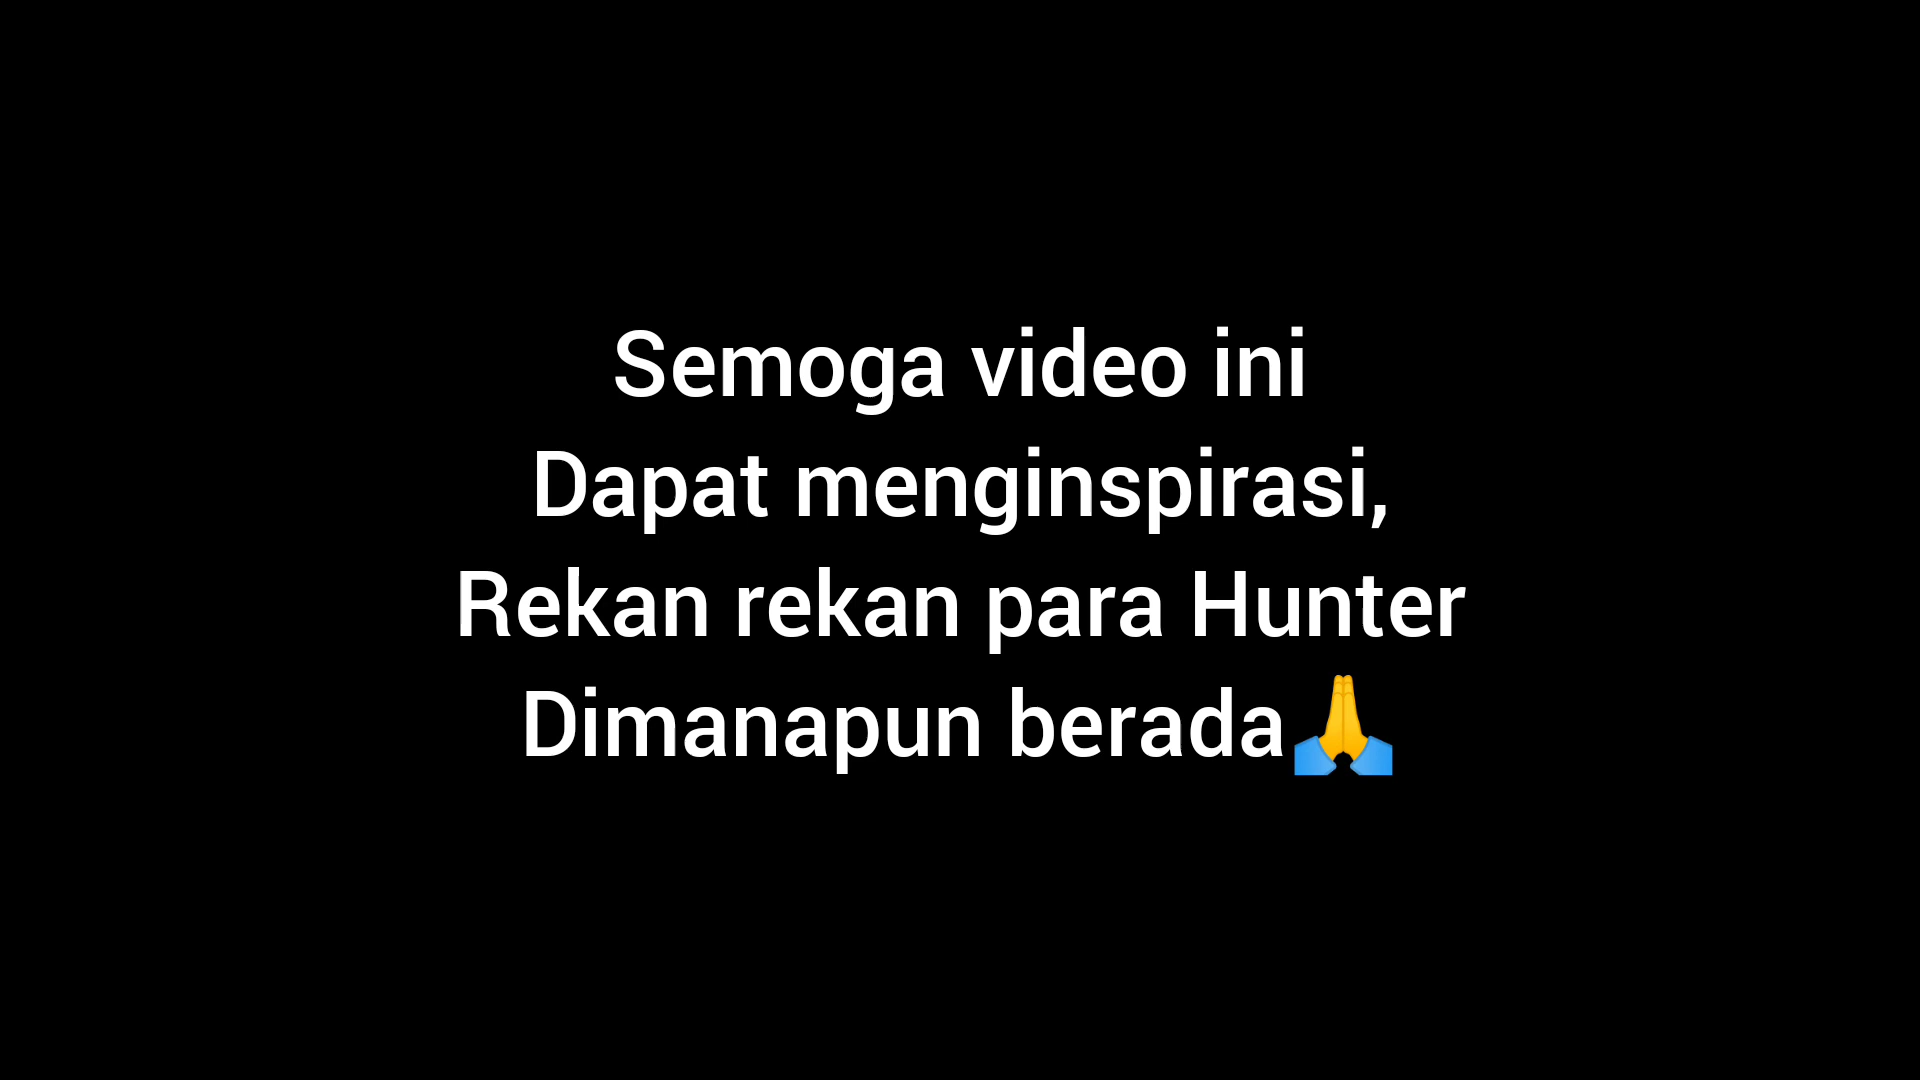 Semoga video ini
Dapat menginspirasi,
Rekan rekan para Hunter
Dimanapun berada🙏